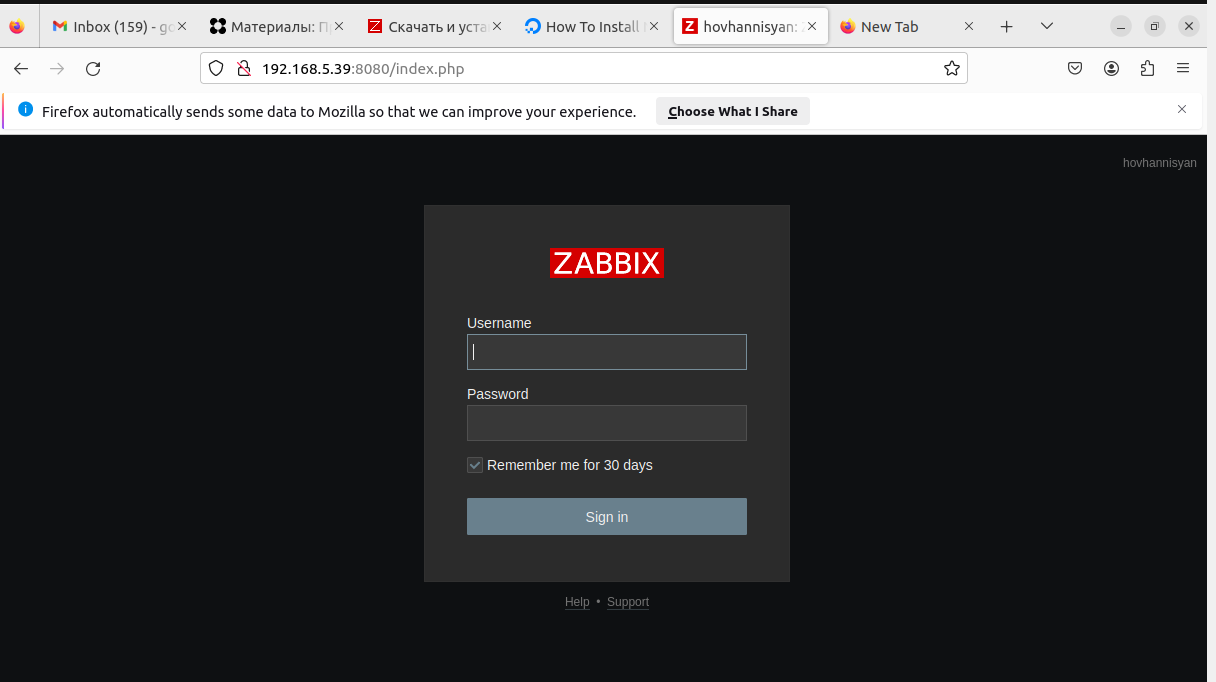 Inbox (159) - go
Материалы: П
Скачать и уста
How To Install
hovhannisyan:
New Tab
192.168.5.39:8080/index.php
Firefox automatically sends some data to Mozilla so that we can improve your experience.
Choose What I Share
hovhannisyan
ZABBIX
Username
Password
Remember me for 30 days
Sign in
Help • Support